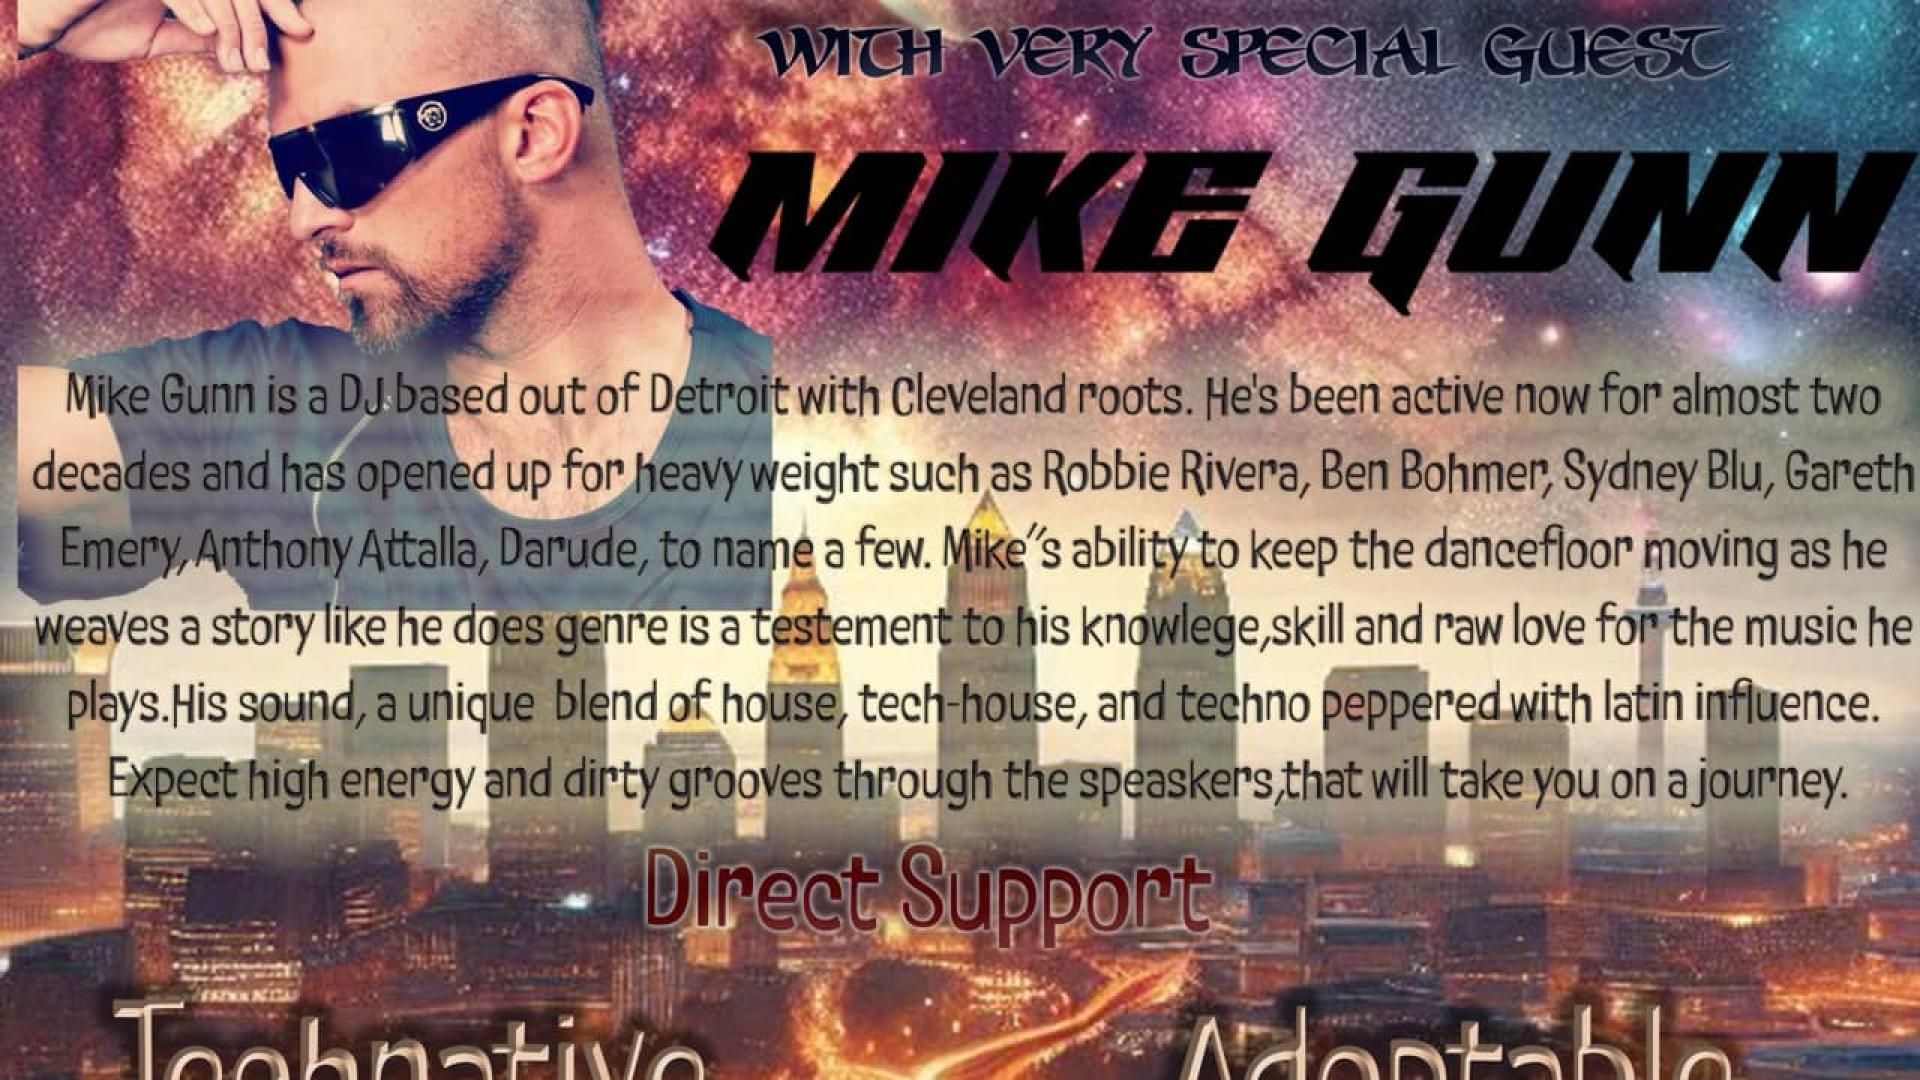 WITH VERY SPECIAL GUEST
MIKE GUNN
Mike Gunn is a DJ based out of Detroit with Cleveland roots. He's been active now for almost two
decades and has opened up for heavy weight such as Robbie Rivera, Ben Bohmer, Sydney Blu, Gareth
Emery, Anthony Attalla, Darude, to name a few. Mike"s ability to keep the dancefloor moving as he
weaves a story like he does genre is a testement to his knowlege,skill and raw love for the music he
plays.His sound, a unique blend of house, tech-house, and techno peppered with latin influence.
Expect high energy and dirty grooves through the speaskers,that will take you on a journey.
Direct Support
Technative Adeptable